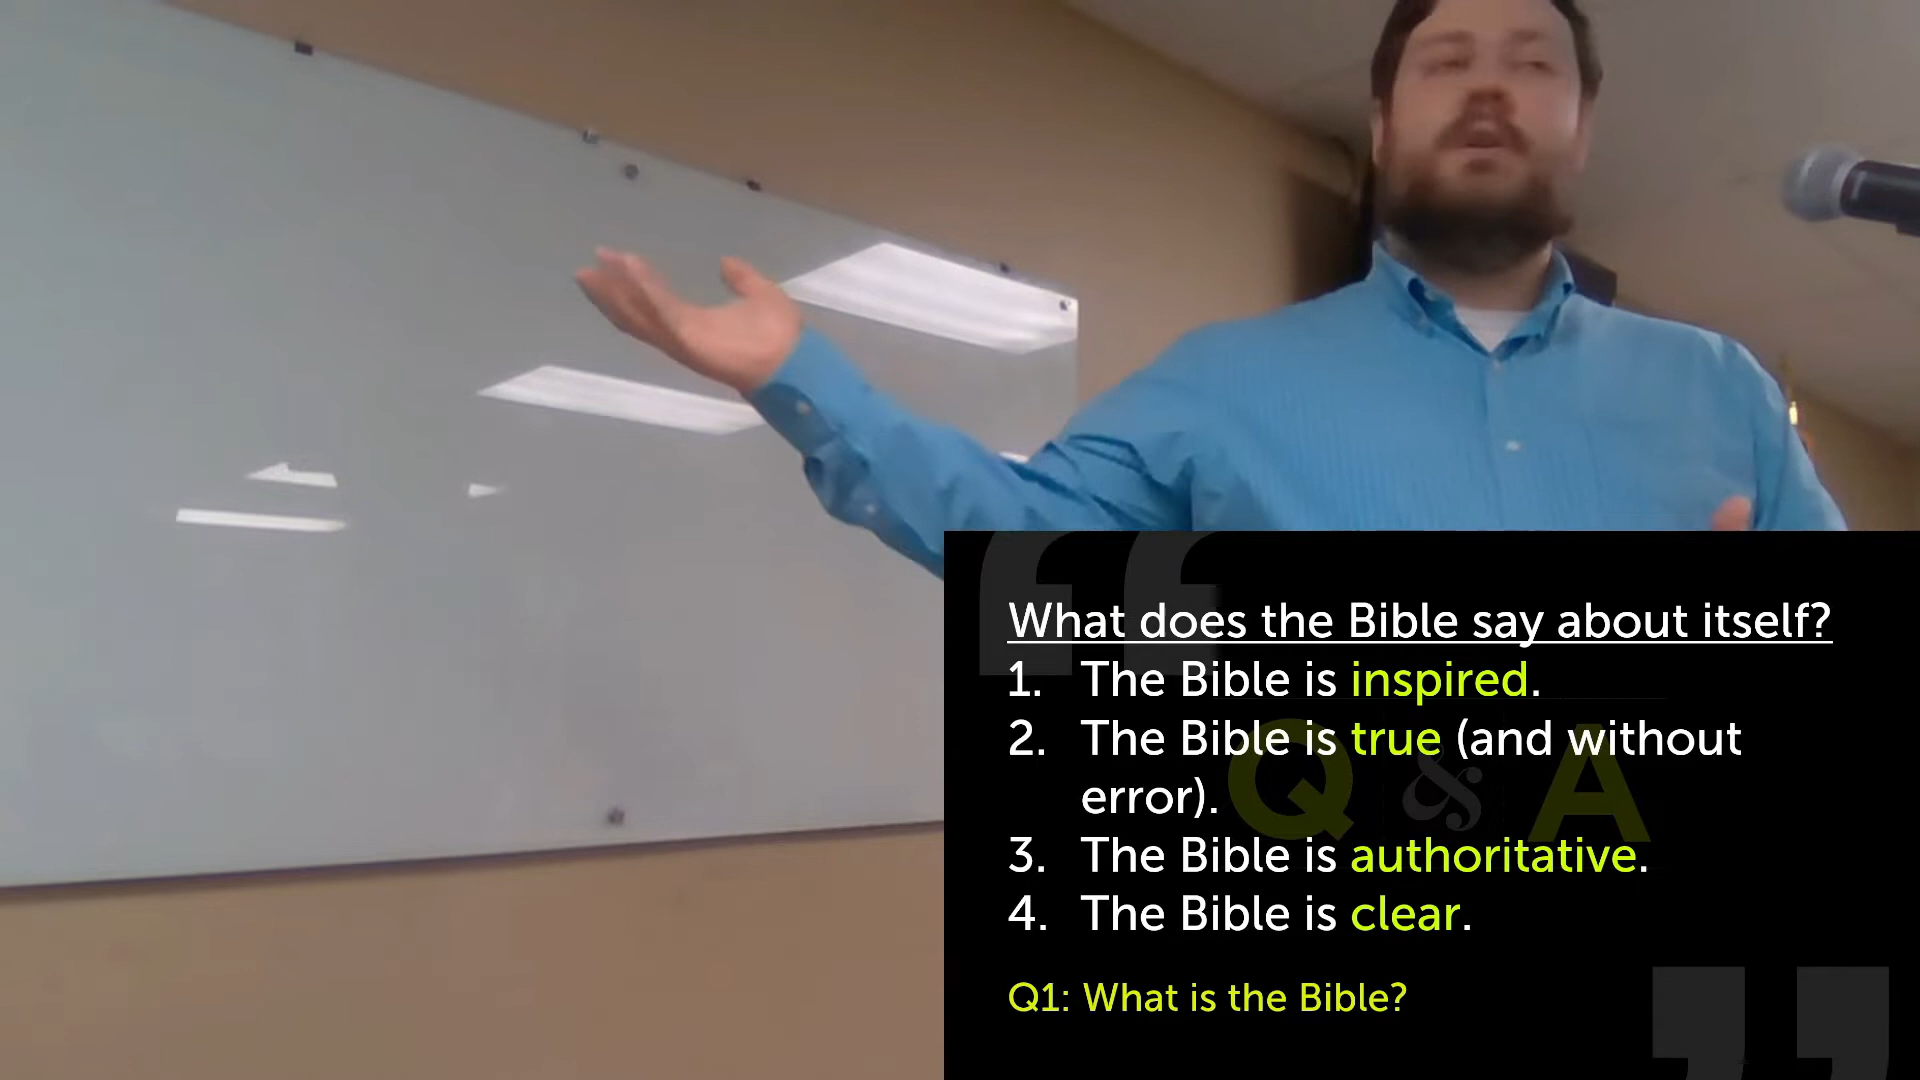 What does the Bible say about itself?
1. The Bible is inspired.
2. The Bible is true (and without
error).
3. The Bible is authoritative.
4. The Bible is clear.
Q & A
Q1: What is the Bible?